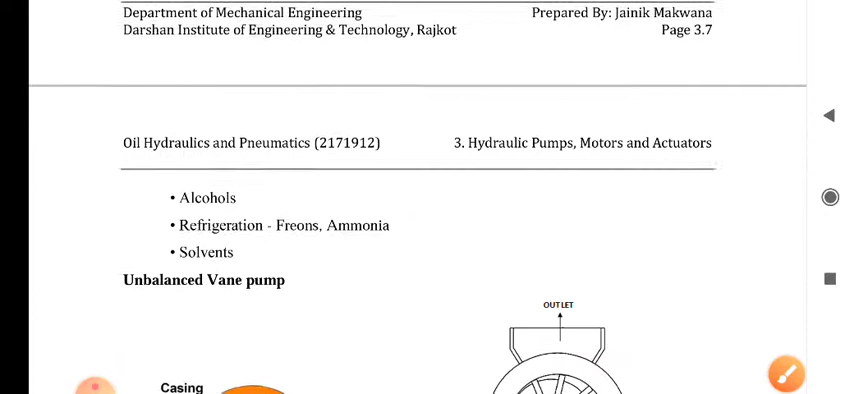 Department of Mechanical Engineering Prepared By: Jainik Makwana
Darshan Institute of Engineering & Technology, Rajkot Page 3.7
Oil Hydraulics and Pneumatics (2171912) 3. Hydraulic Pumps, Motors and Actuators
• Alcohols
• Refrigeration - Freons, Ammonia
• Solvents
Unbalanced Vane pump
OUTLET
Casing